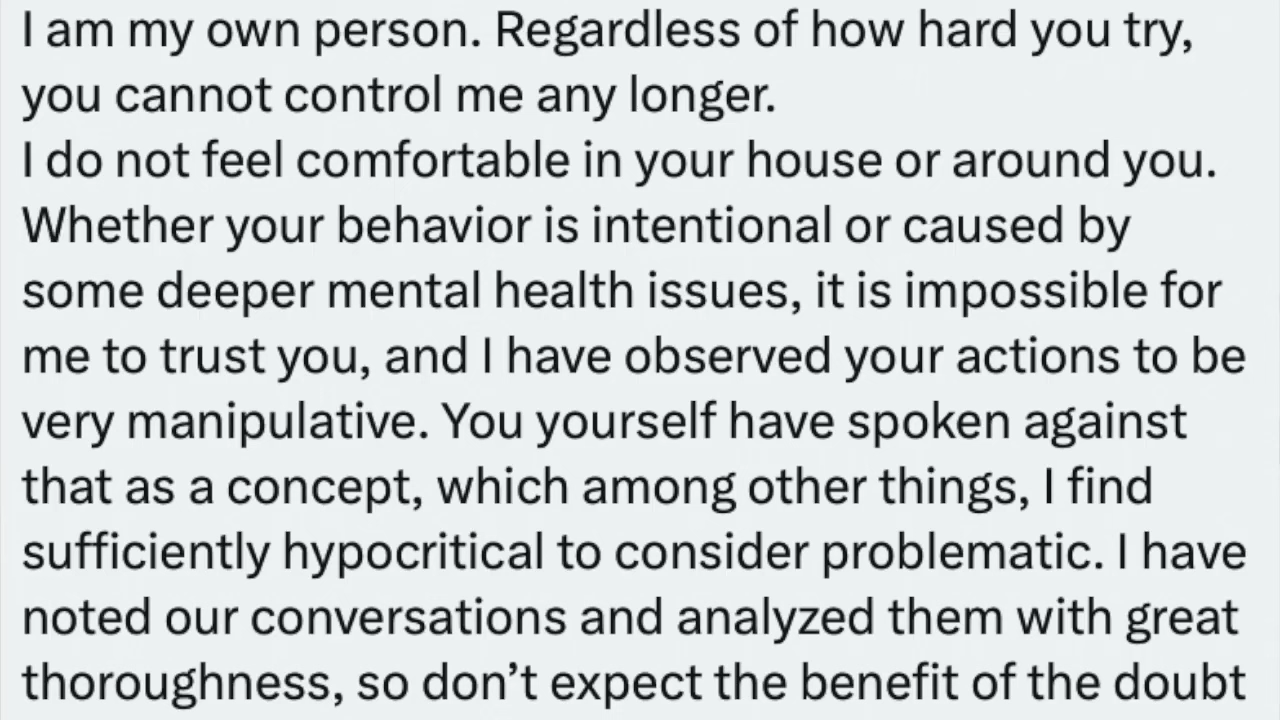 I am my own person. Regardless of how hard you try,
you cannot control me any longer.
I do not feel comfortable in your house or around you.
Whether your behavior is intentional or caused by
some deeper mental health issues, it is impossible for
me to trust you, and I have observed your actions to be
very manipulative. You yourself have spoken against
that as a concept, which among other things, I find
sufficiently hypocritical to consider problematic. I have
noted our conversations and analyzed them with great
thoroughness, so don’t expect the benefit of the doubt